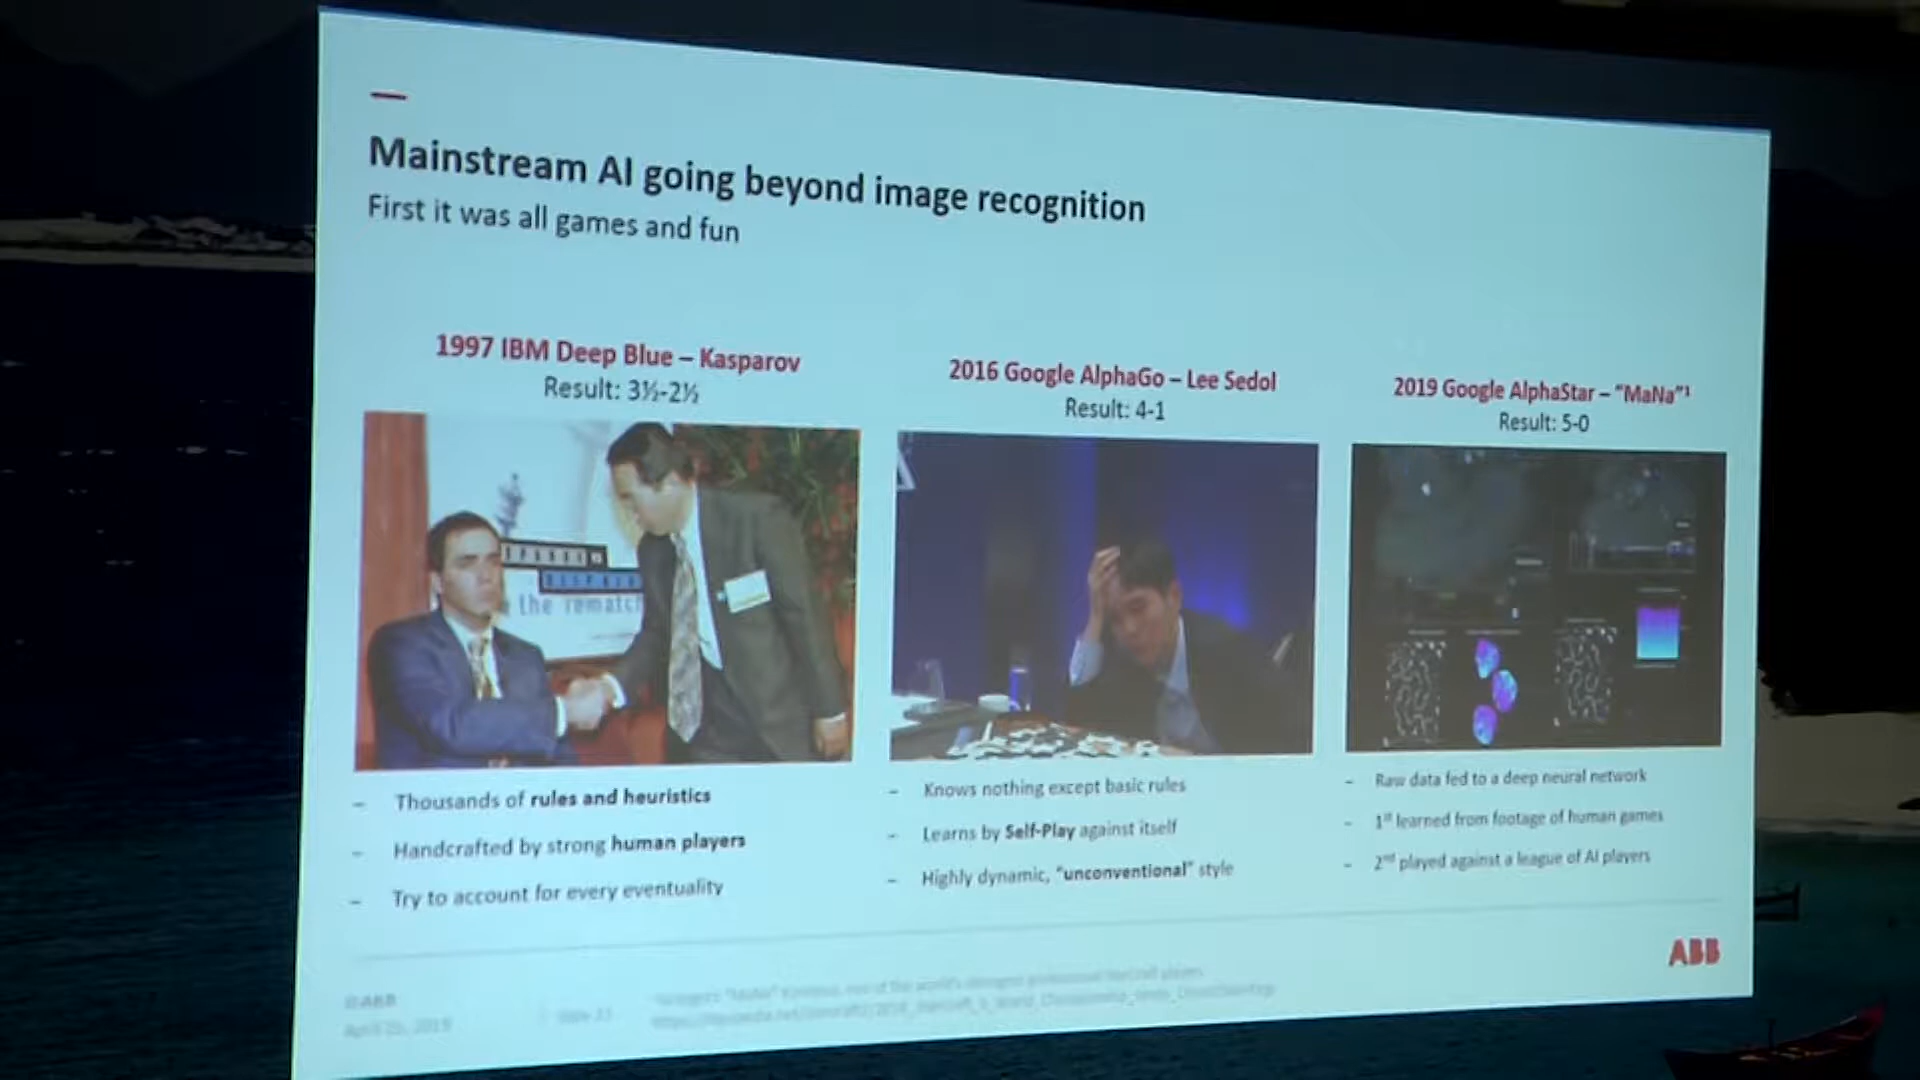 Mainstream AI going beyond image recognition
First it was all games and fun
1997 IBM Deep Blue – Kasparov
Result: 3½-2½
the rematch
– Thousands of rules and heuristics
– Handcrafted by strong human players
– Try to account for every eventuality
2016 Google AlphaGo – Lee Sedol
Result: 4-1
– Knows nothing except basic rules
– Learns by Self-Play against itself
– Highly dynamic, "unconventional" style
2019 Google AlphaStar – "MaNa"¹
Result: 5-0
– Raw data fed to a deep neural network
– 1st learned from footage of human games
– 2nd played against a league of AI players
ABB
©ABB